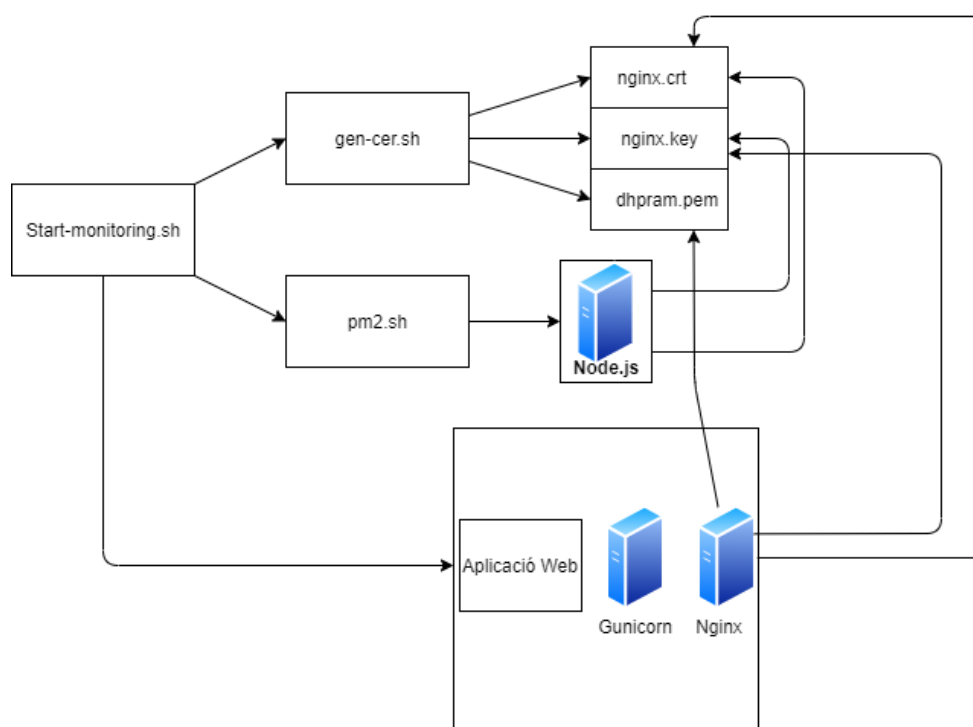 nginx.crt
gen-cer.sh
nginx.key
dhpram.pem
Start-monitoring.sh
pm2.sh
Node.js
Aplicació Web
Gunicorn
Nginx